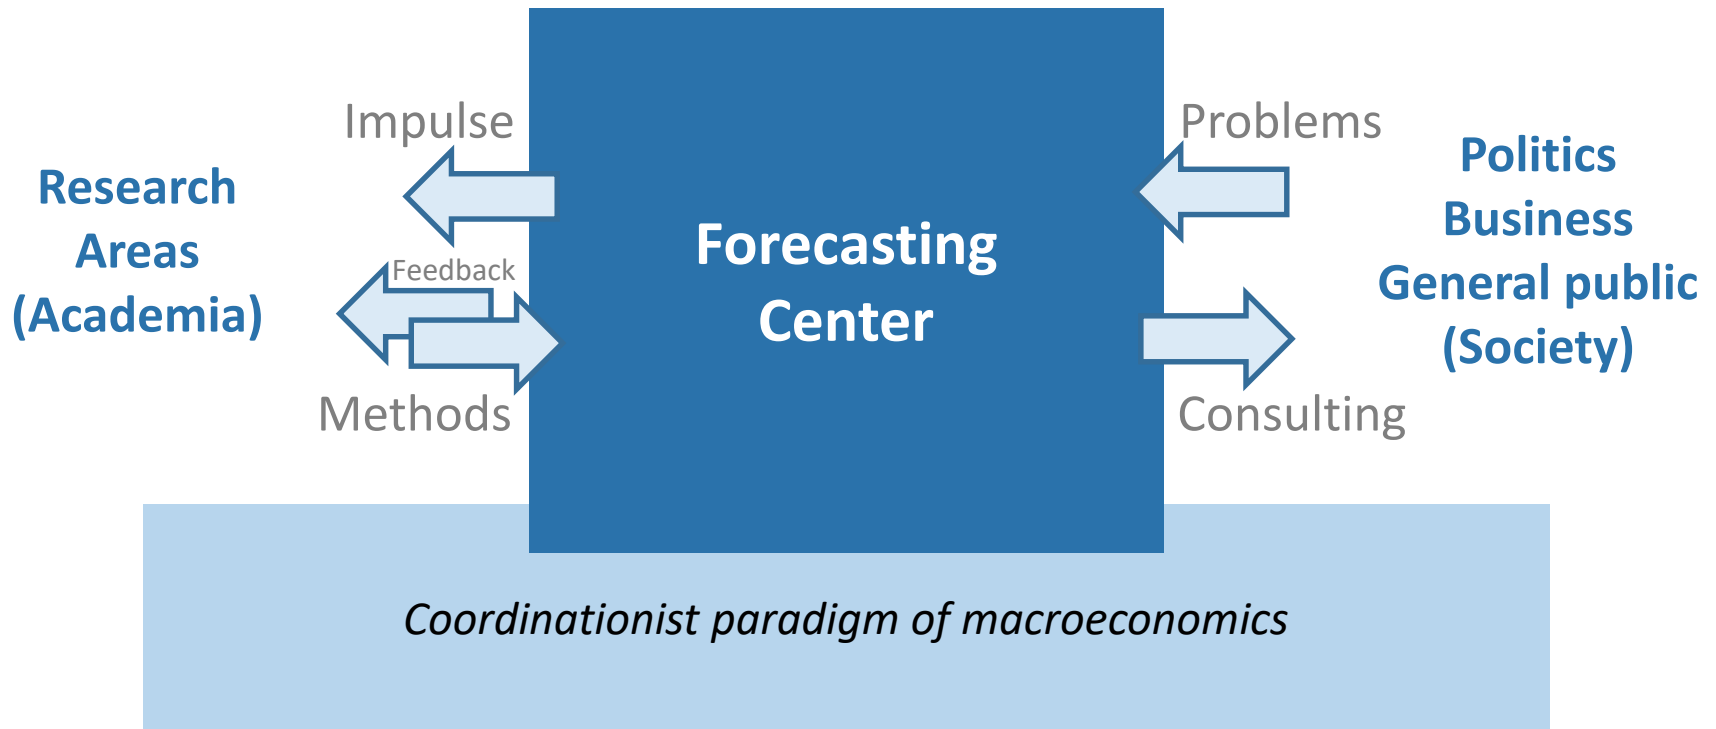 Impulse
Research
Areas
(Academia)
Feedback
Methods
Forecasting
Center
Problems
Consulting
Politics
Business
General public
(Society)
Coordinationist paradigm of macroeconomics